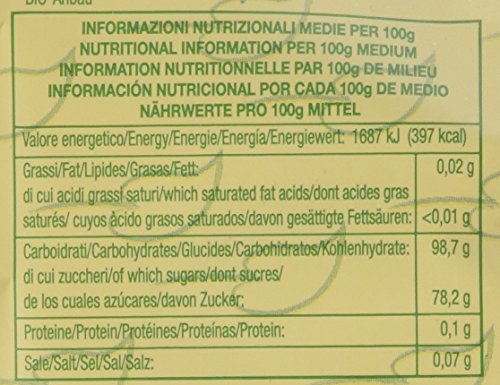 Bio-Anbau
INFORMAZIONI NUTRIZIONALI MEDIE PER 100g
NUTRITIONAL INFORMATION PER 100g MEDIUM
INFORMATION NUTRITIONNELLE PAR 100g DE MILIEU
INFORMACIÓN NUTRICIONAL POR CADA 100g DE MEDIO
NÄHRWERTE PRO 100g MITTEL
Valore energetico/Energy/Energie/Energía/Energiewert: 1687 kJ (397 kcal)
Grassi/Fat/Lipides/Grasas/Fett: 0,02 g
di cui acidi grassi saturi/which saturated fat acids/dont acides gras
saturés/ cuyos àcido grasos saturados/davon gesättigte Fettsäuren: <0,01 g
Carboidrati/Carbohydrates/Glucides/Carbohidratos/Kohlenhydrate: 98,7 g
di cui zuccheri/of which sugars/dont sucres/
de los cuales azúcares/davon Zucker: 78,2 g
Proteine/Protein/Protéines/Proteínas/Protein: 0,1 g
Sale/Salt/Sel/Sal/Salz: 0,07 g